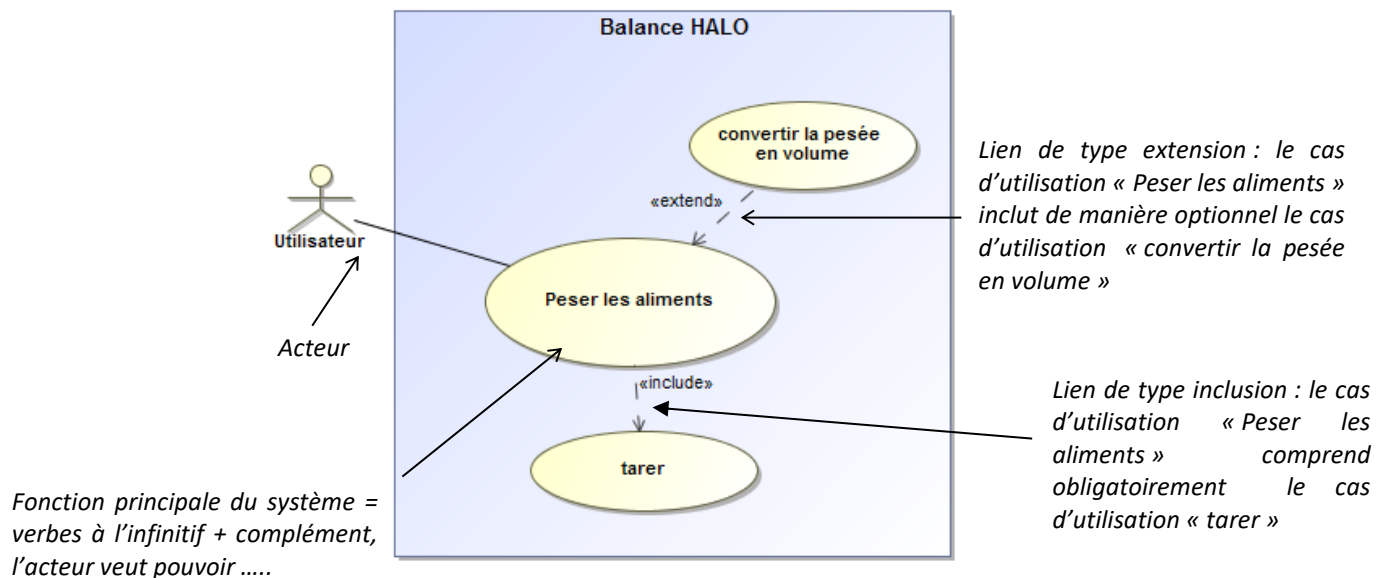 Balance HALO
convertir la pesée
en volume
«extend»
Utilisateur
Peser les aliments
Acteur
«include»
tarer
Lien de type extension : le cas
d’utilisation « Peser les aliments »
inclut de manière optionnel le cas
d’utilisation « convertir la pesée
en volume »
Lien de type inclusion : le cas
d’utilisation « Peser les
aliments » comprend
obligatoirement le cas
d’utilisation « tarer »
Fonction principale du système =
verbes à l’infinitif + complément,
l’acteur veut pouvoir …..